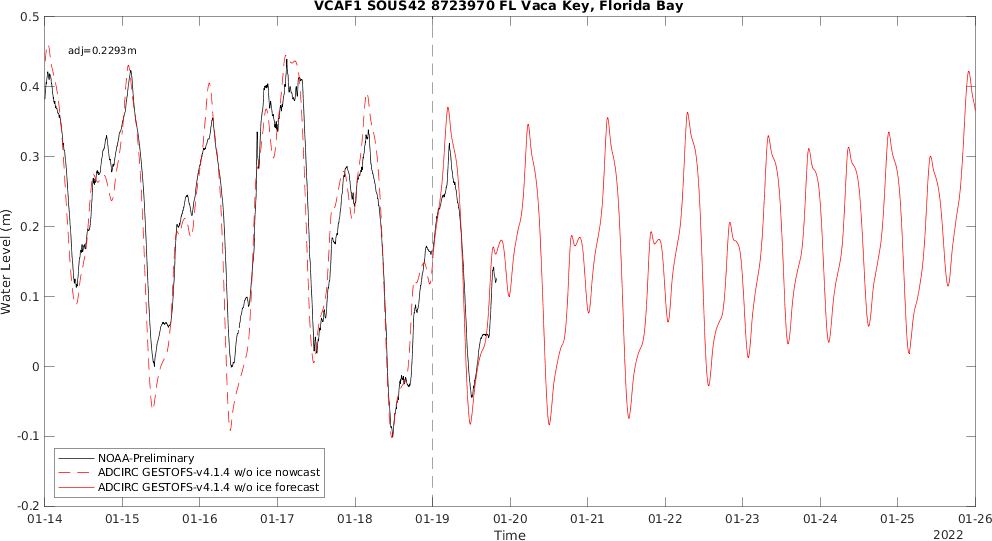 VCAF1 SOUS42 8723970 FL Vaca Key, Florida Bay
adj=0.2293m
0.5
0.4
0.3
0.2
0.1
0
-0.1
-0.2
Water Level (m)
NOAA-Preliminary
ADCIRC GESTOFS-v4.1.4 w/o ice nowcast
ADCIRC GESTOFS-v4.1.4 w/o ice forecast
01-14 01-15 01-16 01-17 01-18 01-19 01-20 01-21 01-22 01-23 01-24 01-25 01-26
Time
2022